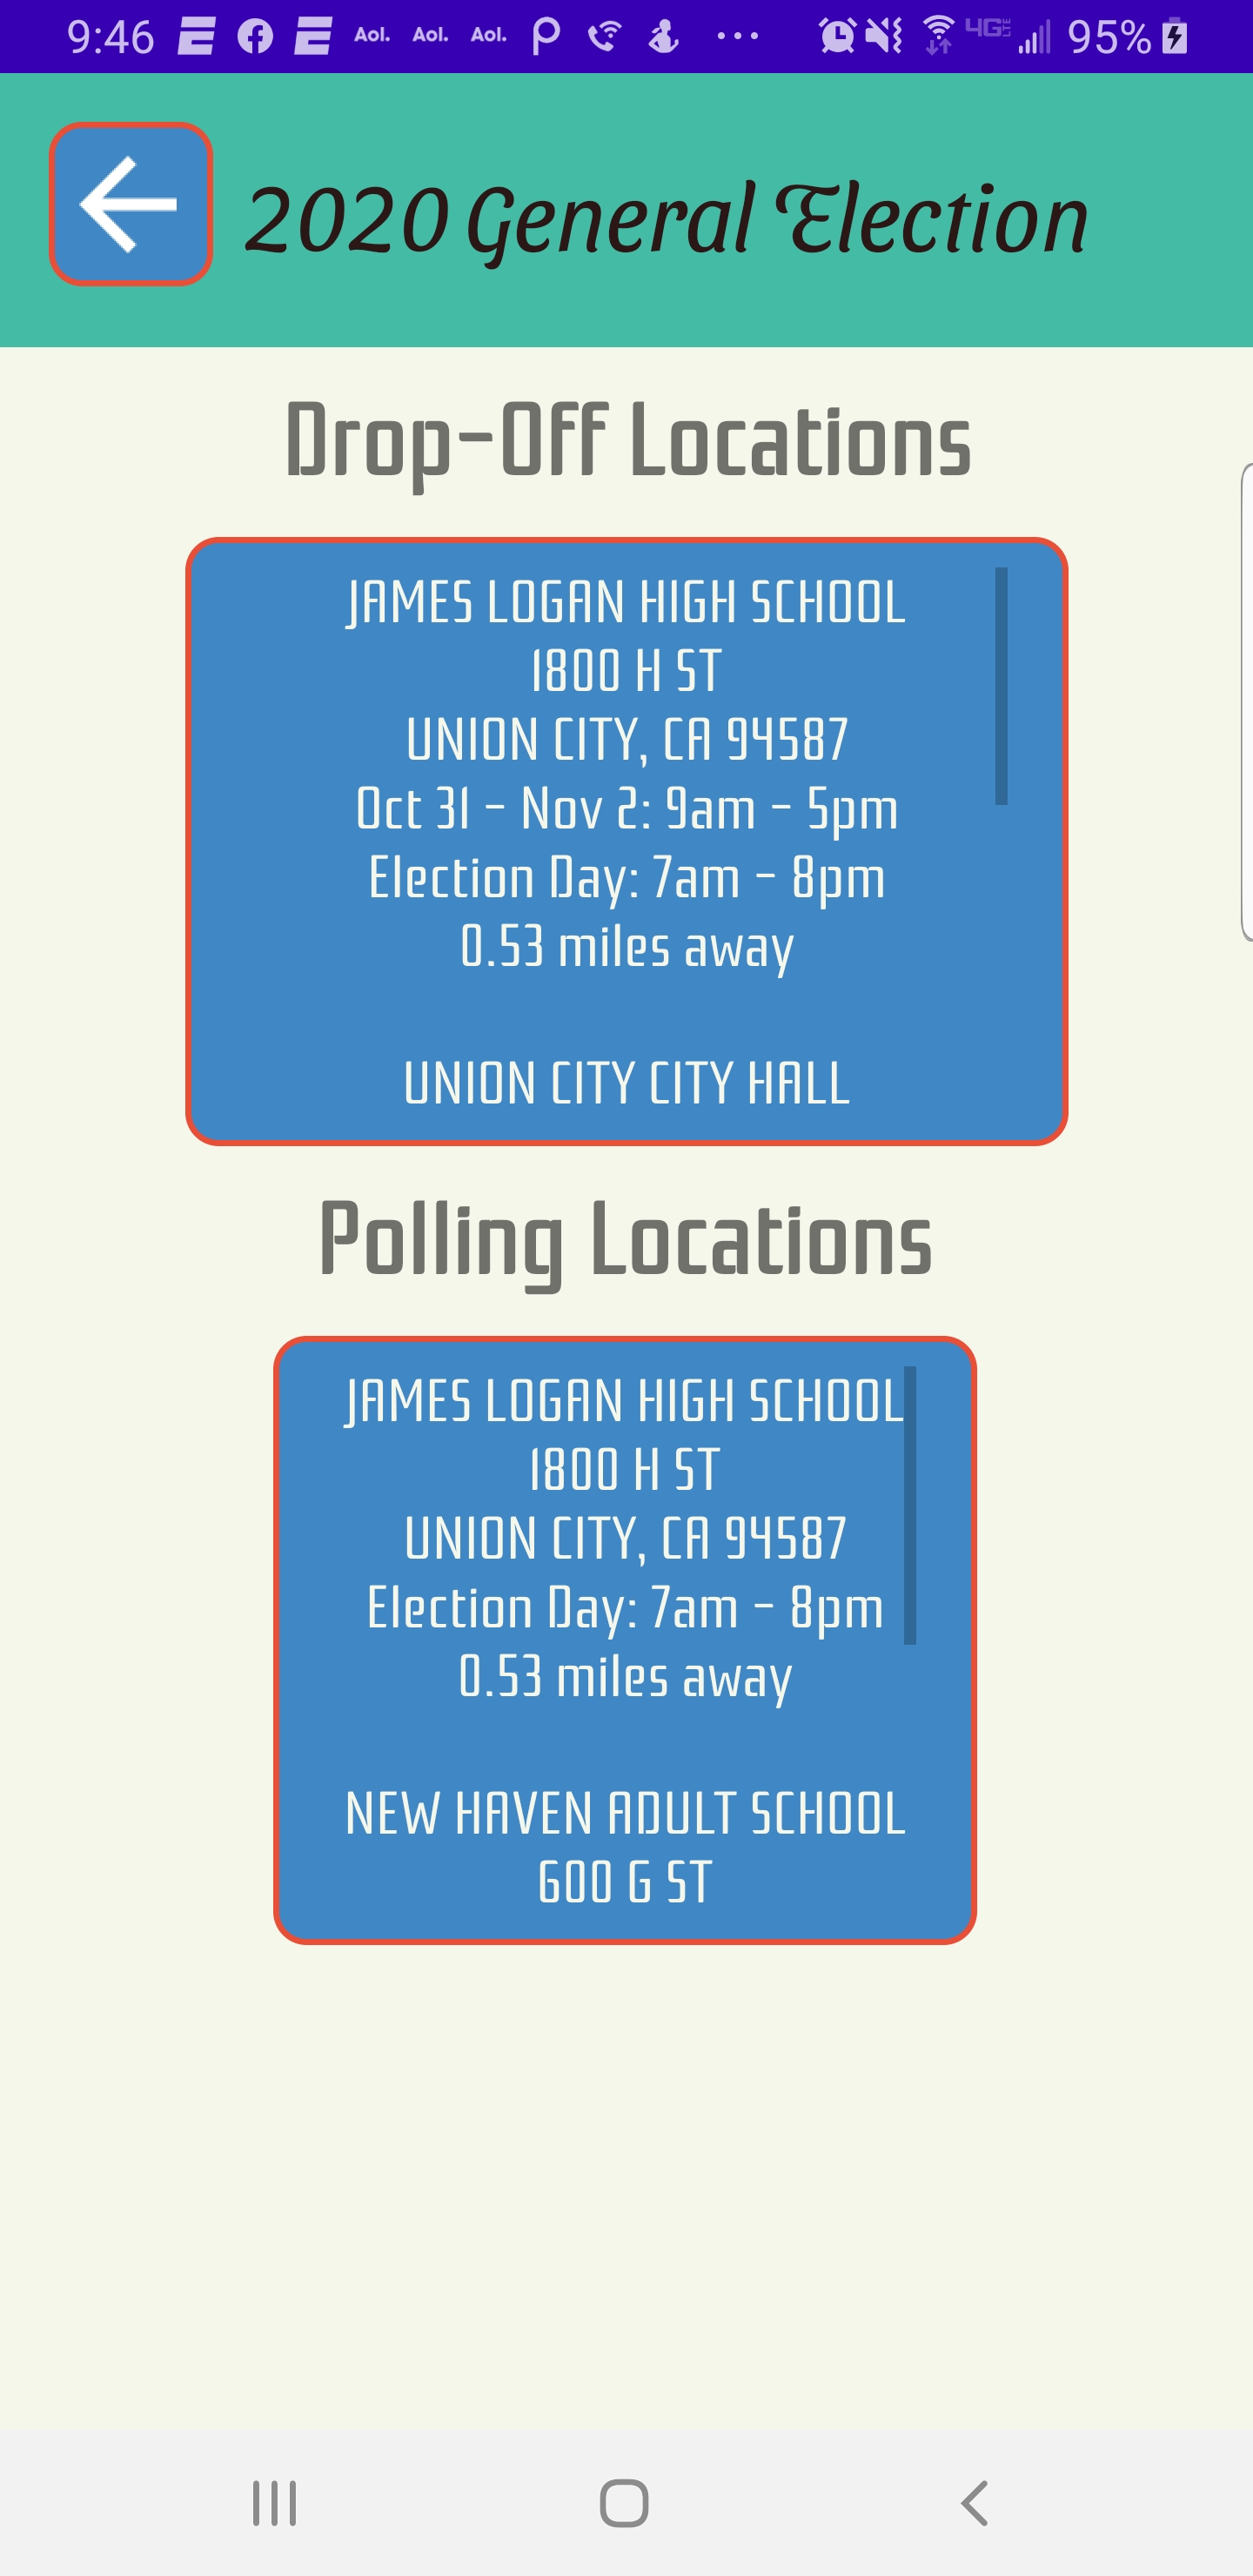 9:46 Aol. Aol. Aol. 4G 95%
2020 General Election
Drop-Off Locations
JAMES LOGAN HIGH SCHOOL
1800 H ST
UNION CITY, CA 94587
Oct 31 - Nov 2: 9am - 5pm
Election Day: 7am - 8pm
0.53 miles away
UNION CITY CITY HALL
Polling Locations
JAMES LOGAN HIGH SCHOOL
1800 H ST
UNION CITY, CA 94587
Election Day: 7am - 8pm
0.53 miles away
NEW HAVEN ADULT SCHOOL
600 G ST